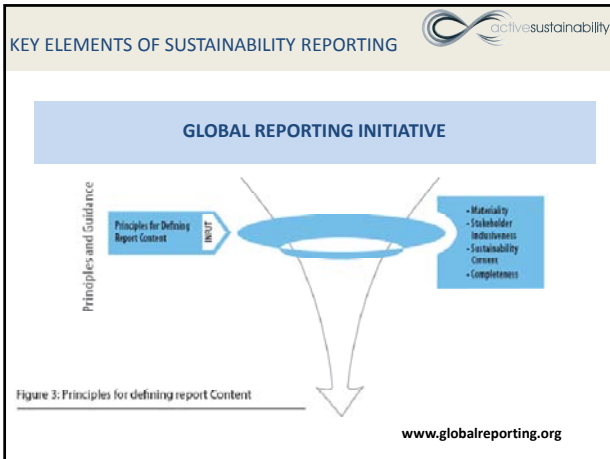 KEY ELEMENTS OF SUSTAINABILITY REPORTING
activesustainability
GLOBAL REPORTING INITIATIVE
Principles and Guidance
Principles for Defining
Report Content
INPUT
• Materiality
• Stakeholder
Inclusiveness
• Sustainability
Context
• Completeness
Figure 3: Principles for defining report Content
www.globalreporting.org